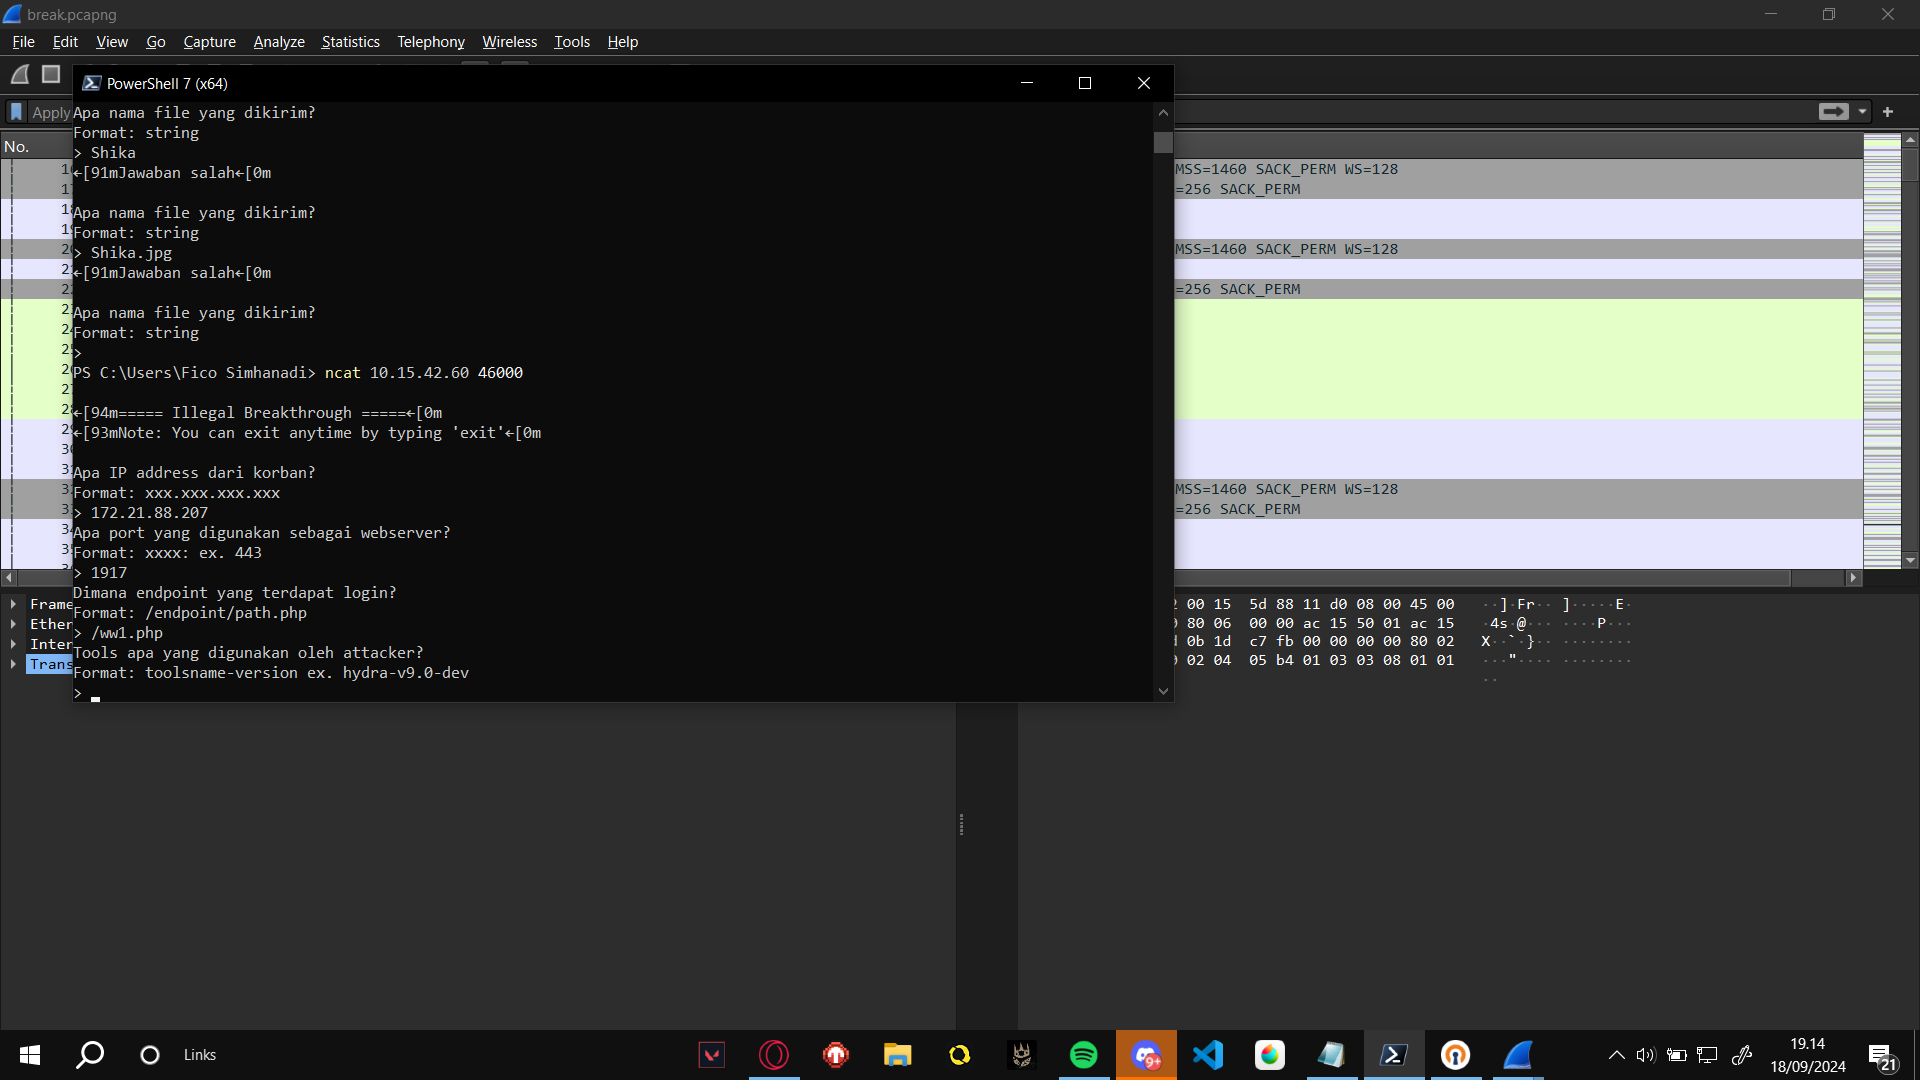 break.pcapng
File Edit View Go Capture Analyze Statistics Telephony Wireless Tools Help
PowerShell 7 (x64)
Apply
No.
Apa nama file yang dikirim?
Format: string
> Shika
←[91mJawaban salah←[0m
Apa nama file yang dikirim?
Format: string
> Shika.jpg
←[91mJawaban salah←[0m
Apa nama file yang dikirim?
Format: string
>
PS C:\Users\Fico Simhanadi> ncat 10.15.42.60 46000
←[94m===== Illegal Breakthrough =====←[0m
←[93mNote: You can exit anytime by typing 'exit'←[0m
Apa IP address dari korban?
Format: xxx.xxx.xxx.xxx
> 172.21.88.207
Apa port yang digunakan sebagai webserver?
Format: xxxx: ex. 443
> 1917
Dimana endpoint yang terdapat login?
Format: /endpoint/path.php
> /ww1.php
Tools apa yang digunakan oleh attacker?
Format: toolsname-version ex. hydra-v9.0-dev
>
MSS=1460 SACK_PERM WS=128
=256 SACK_PERM
MSS=1460 SACK_PERM WS=128
=256 SACK_PERM
MSS=1460 SACK_PERM WS=128
=256 SACK_PERM
Frame
Ether
Inter
Trans
00 15 5d 88 11 d0 08 00 45 00 ··]·Fr·· ]·····E·
80 06 00 00 ac 15 50 01 ac 15 ·4s·@··· ····P···
0b 1d c7 fb 00 00 00 00 80 02 X··`·}·· ········
02 04 05 b4 01 03 03 08 01 01 ···"···· ········
··
Links
9+
19.14
18/09/2024
21